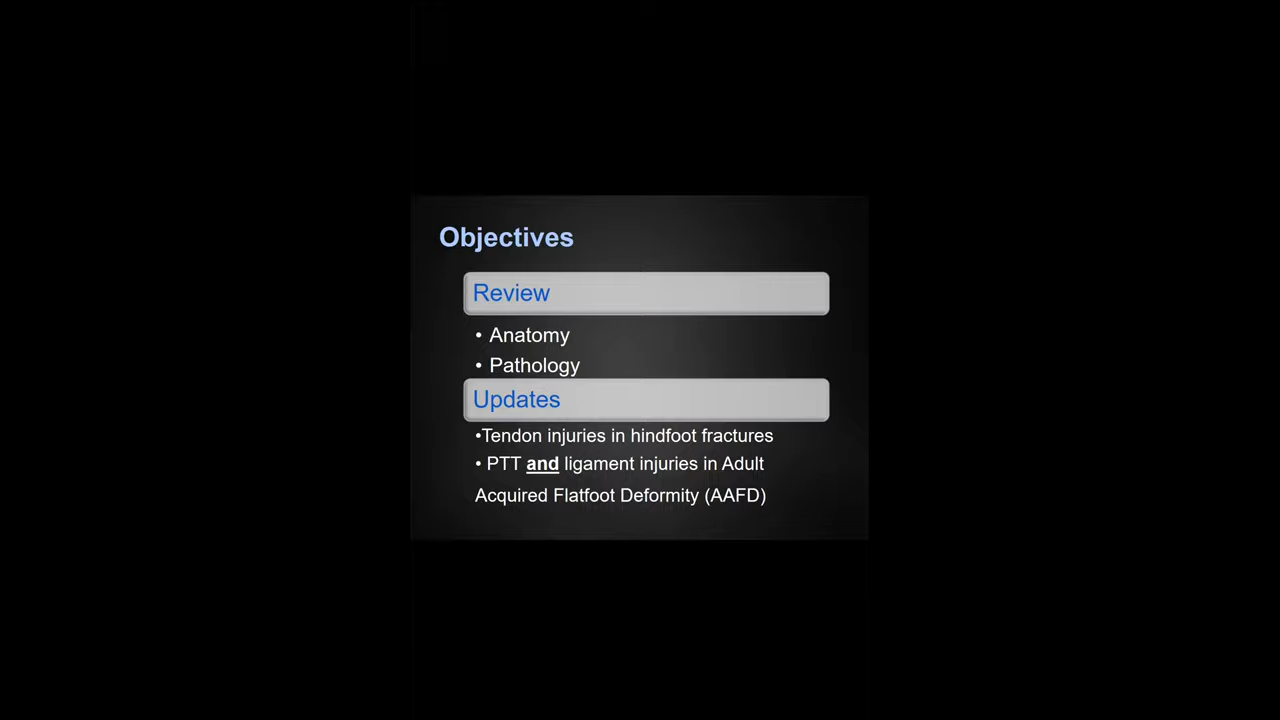 Objectives
Review
• Anatomy
• Pathology
Updates
•Tendon injuries in hindfoot fractures
• PTT and ligament injuries in Adult
Acquired Flatfoot Deformity (AAFD)